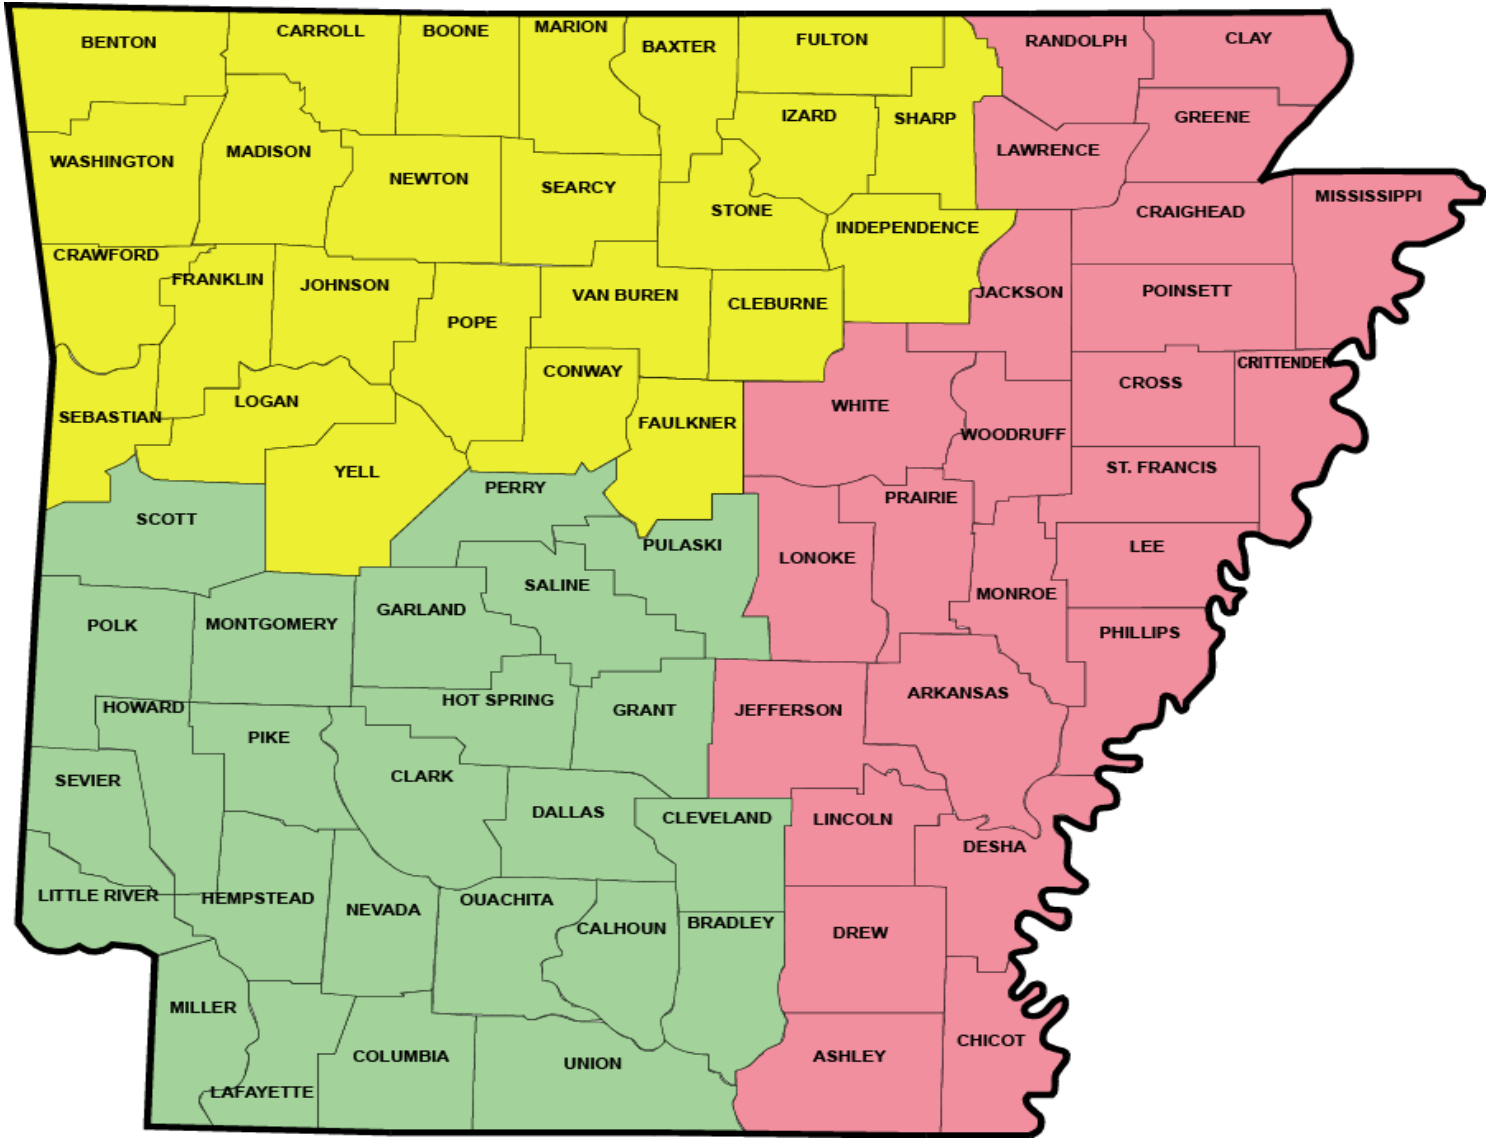 BENTON
CARROLL
BOONE
MARION
BAXTER
FULTON
RANDOLPH
CLAY
IZARD
SHARP
GREENE
WASHINGTON
MADISON
NEWTON
SEARCY
LAWRENCE
STONE
INDEPENDENCE
CRAIGHEAD
MISSISSIPPI
CRAWFORD
FRANKLIN
JOHNSON
POPE
VAN BUREN
CLEBURNE
JACKSON
POINSETT
CONWAY
CROSS
CRITTENDEN
SEBASTIAN
LOGAN
FAULKNER
WHITE
WOODRUFF
YELL
PERRY
PRAIRIE
ST. FRANCIS
SCOTT
PULASKI
LONOKE
LEE
SALINE
MONROE
POLK
MONTGOMERY
GARLAND
PHILLIPS
HOWARD
HOT SPRING
GRANT
JEFFERSON
ARKANSAS
PIKE
SEVIER
CLARK
DALLAS
CLEVELAND
LINCOLN
DESHA
LITTLE RIVER
HEMPSTEAD
NEVADA
OUACHITA
CALHOUN
BRADLEY
DREW
MILLER
COLUMBIA
UNION
ASHLEY
CHICOT
LAFAYETTE